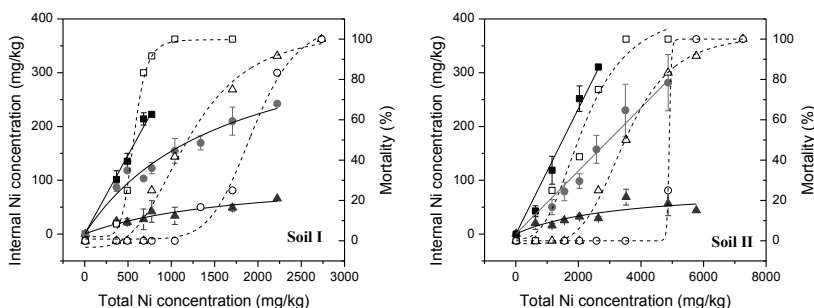 400
300
200
100
0
Internal Ni concentration (mg/kg)
100
80
60
40
20
0
Mortality (%)
Soil I
0 500 1000 1500 2000 2500 3000
Total Ni concentration (mg/kg)
400
300
200
100
0
Internal Ni concentration (mg/kg)
100
80
60
40
20
0
Mortality (%)
Soil II
0 2000 4000 6000 8000
Total Ni concentration (mg/kg)